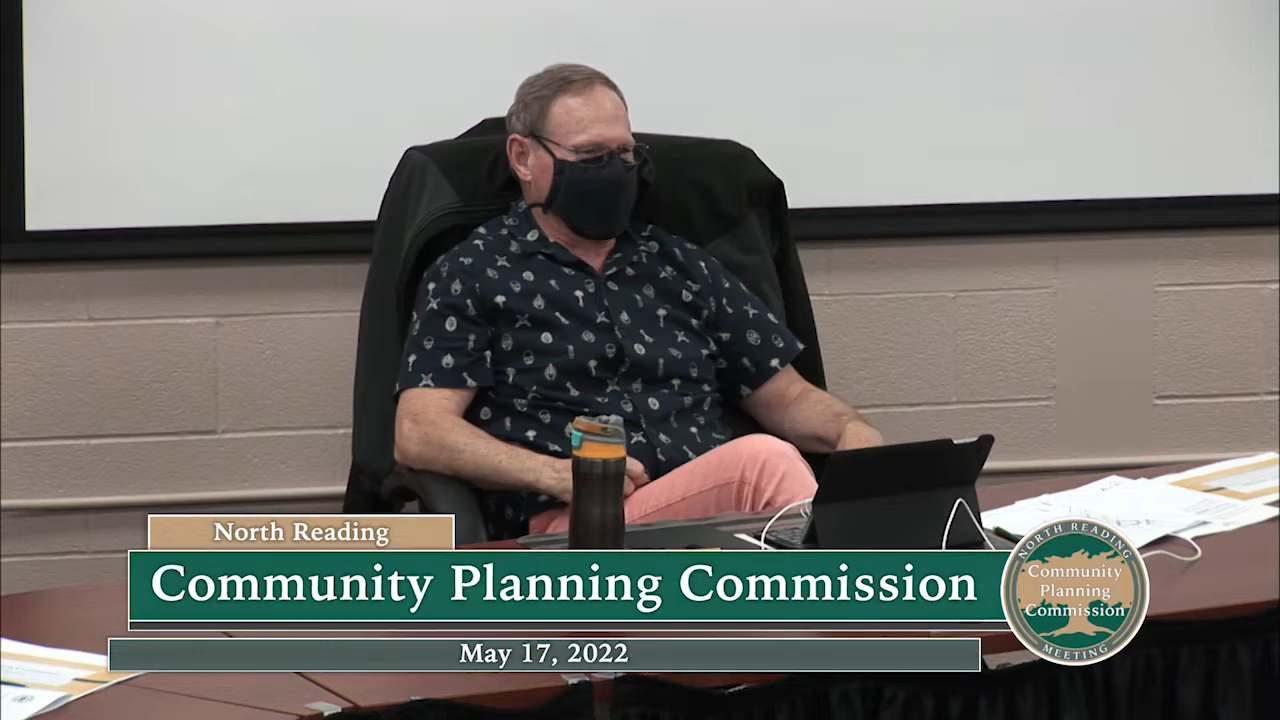 North Reading
Community Planning Commission
May 17, 2022
NORTH READING
Community
Planning
Commission
MEETING